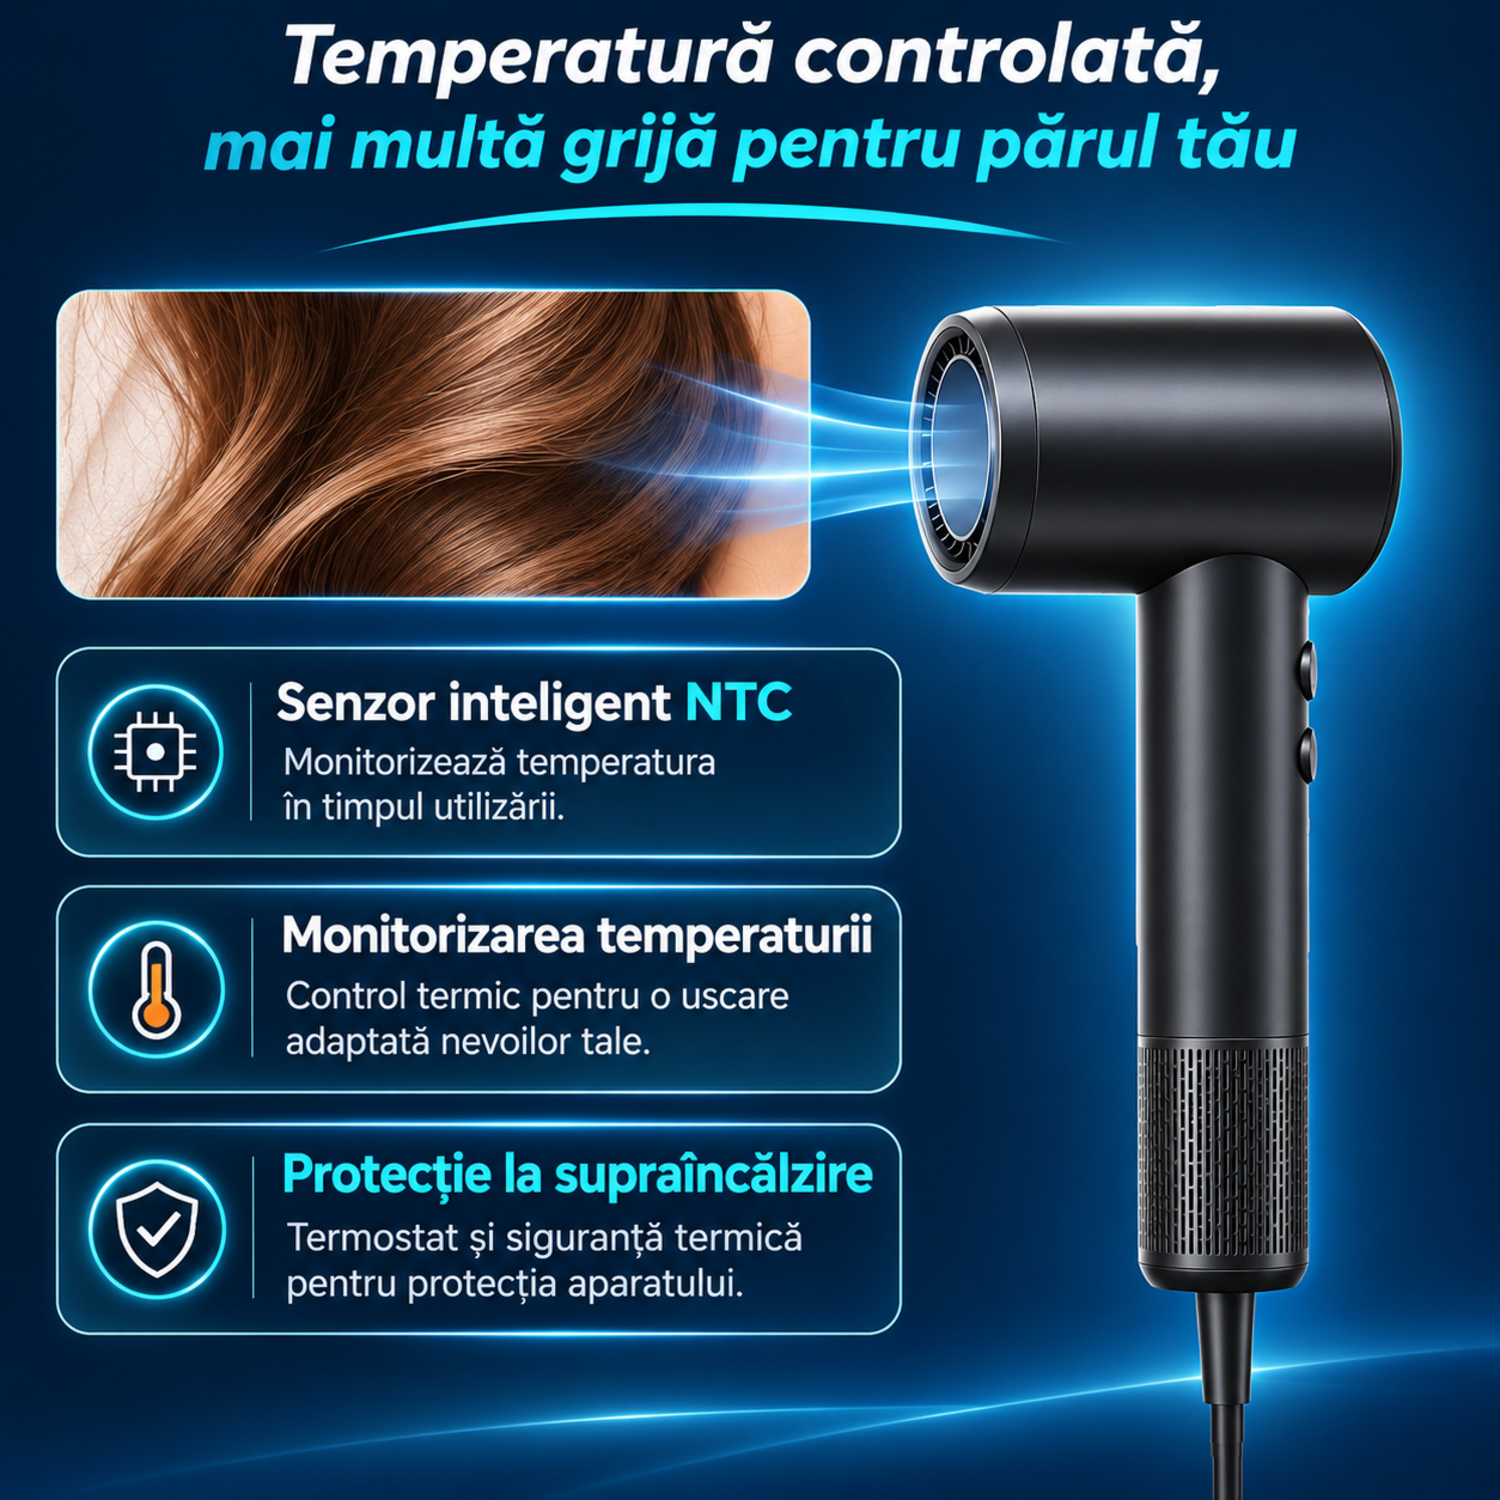 Temperatură controlată,
mai multă grijă pentru părul tău
Senzor inteligent NTC
Monitorizează temperatura
în timpul utilizării.
Monitorizarea temperaturii
Control termic pentru o uscare
adaptată nevoilor tale.
Protecție la supraîncălzire
Termostat și siguranță termică
pentru protecția aparatului.